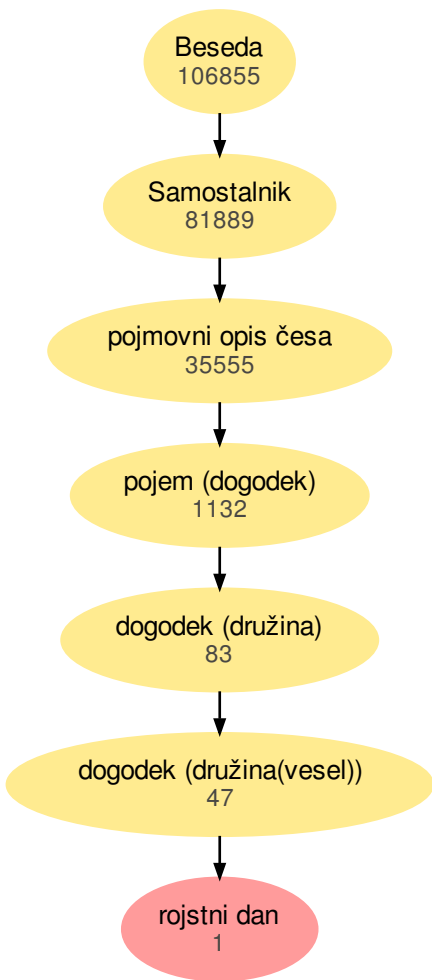 Beseda
106855
Samostalnik
81889
pojmovni opis česa
35555
pojem (dogodek)
1132
dogodek (družina)
83
dogodek (družina(vesel))
47
rojstni dan
1